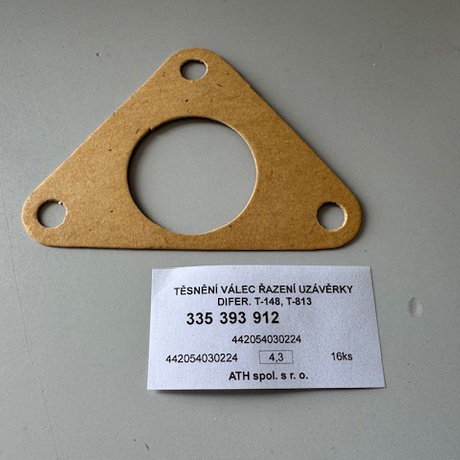 TĚSNĚNÍ VÁLEC ŘAZENÍ UZÁVĚRKY
DIFER. T-148, T-813
335 393 912
442054030224
442054030224 4,3 16ks
ATH spol. s r. o.